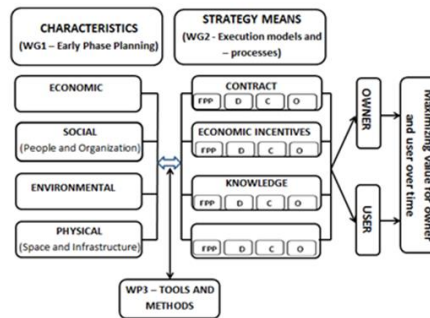 CHARACTERISTICS
(WG1 – Early Phase Planning)
STRATEGY MEANS
(WG2 - Execution models and
– processes)
ECONOMIC
SOCIAL
(People and Organization)
ENVIRONMENTAL
PHYSICAL
(Space and Infrastructure)
CONTRACT
FPP D C O
ECONOMIC INCENTIVES
FPP D C O
KNOWLEDGE
FPP D C O
FPP D C O
OWNER
USER
Maximizing value for owner
and user over time
WP3 – TOOLS AND
METHODS